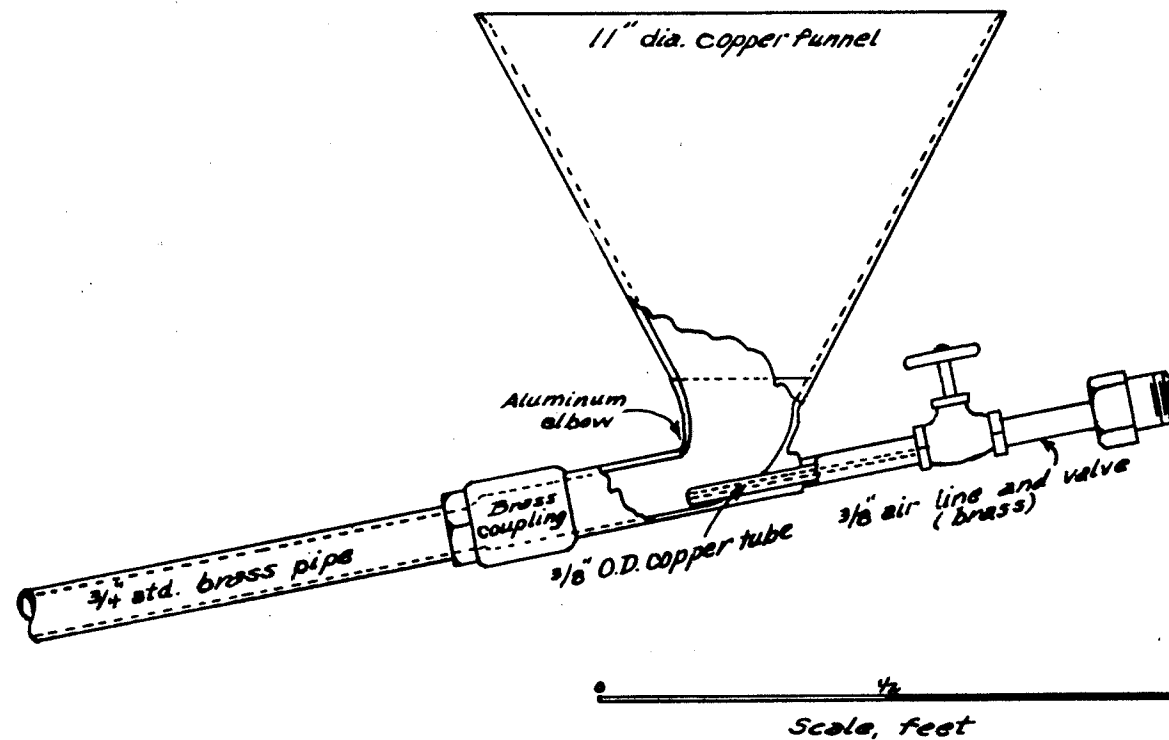 11" dia. copper funnel
Aluminum
elbow
Brass
coupling
3/8" air line and valve
(brass)
3/8" O.D. copper tube
3/4" std. brass pipe
0 1/2
Scale, feet